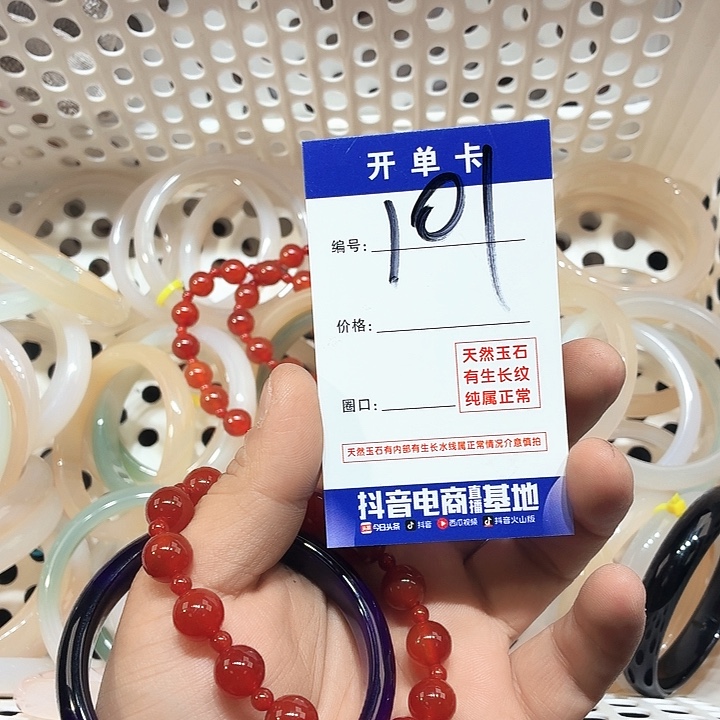 开单卡
编号: 101
价格:
天然玉石
有生长纹
纯属正常
圈口:
天然玉石有内部有生长水线属正常情况介意慎拍
抖音电商直播基地
今日头条 抖音 西瓜视频 抖音火山版